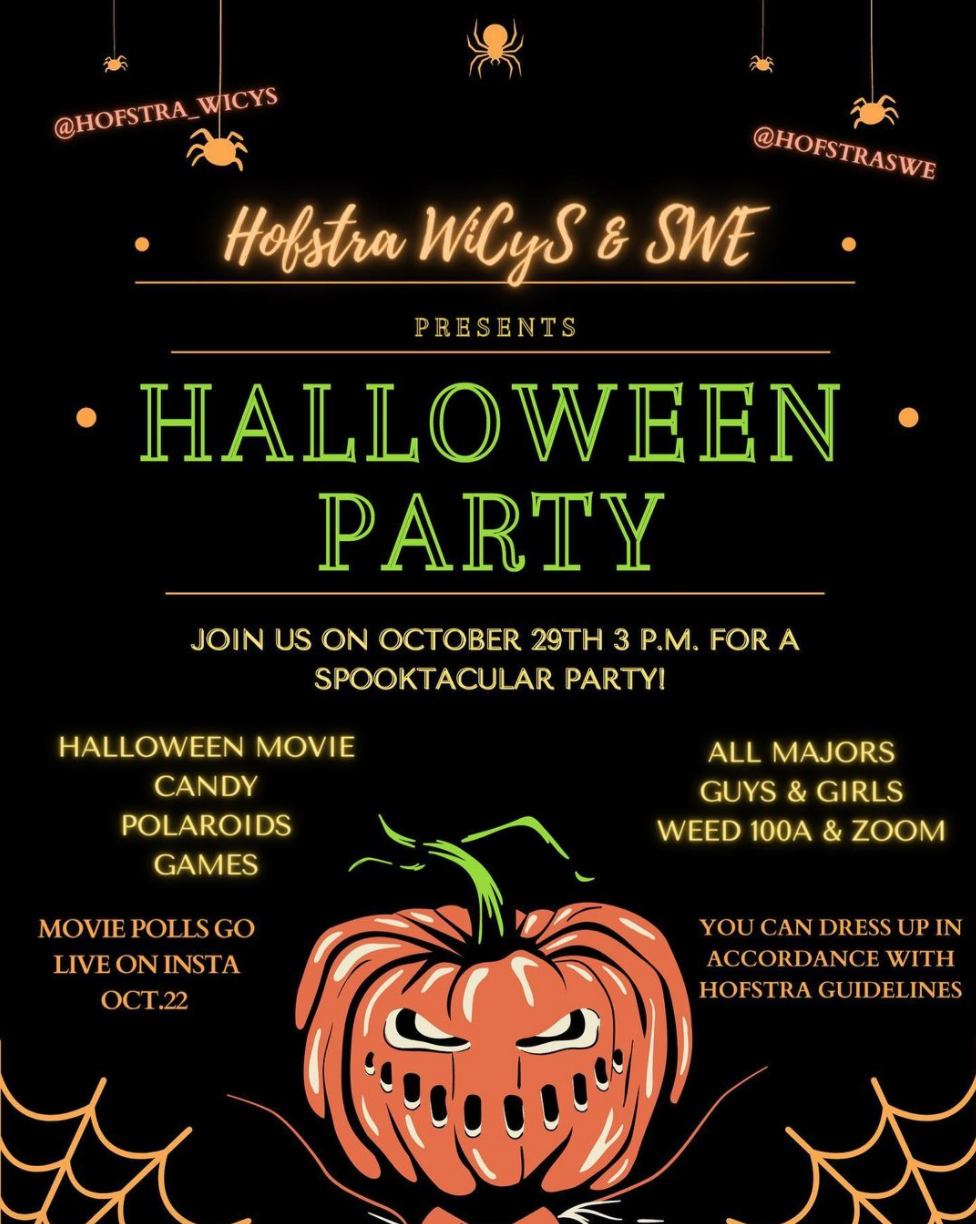 @HOFSTRA_WICYS
@HOFSTRASWE
Hofstra WiCyS & SWE
PRESENTS
HALLOWEEN
PARTY
JOIN US ON OCTOBER 29TH 3 P.M. FOR A
SPOOKTACULAR PARTY!
HALLOWEEN MOVIE
CANDY
POLAROIDS
GAMES
ALL MAJORS
GUYS & GIRLS
WEED 100A & ZOOM
MOVIE POLLS GO
LIVE ON INSTA
OCT.22
YOU CAN DRESS UP IN
ACCORDANCE WITH
HOFSTRA GUIDELINES